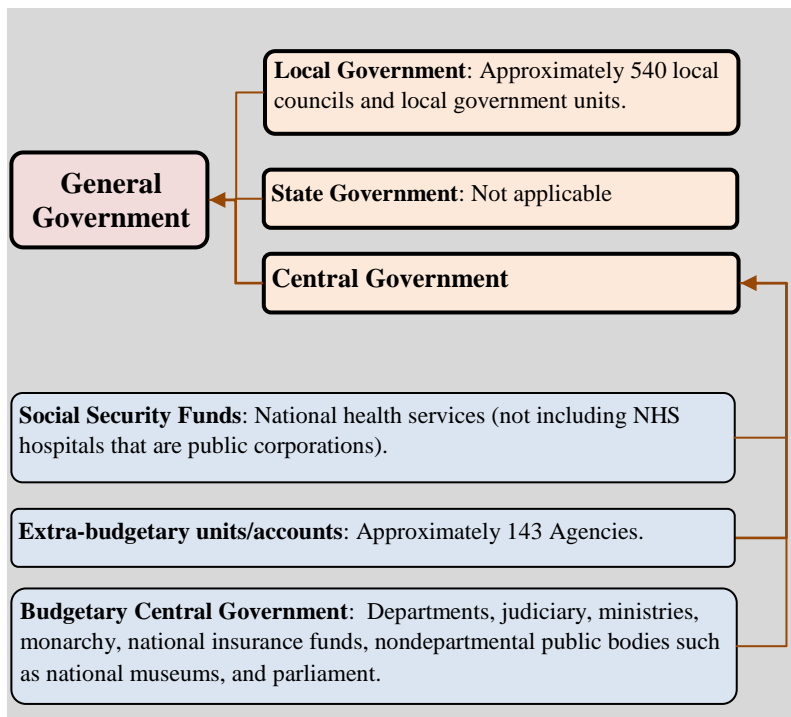 Local Government: Approximately 540 local
councils and local government units.
General
Government
State Government: Not applicable
Central Government
Social Security Funds: National health services (not including NHS
hospitals that are public corporations).
Extra-budgetary units/accounts: Approximately 143 Agencies.
Budgetary Central Government:  Departments, judiciary, ministries,
monarchy, national insurance funds, nondepartmental public bodies such
as national museums, and parliament.